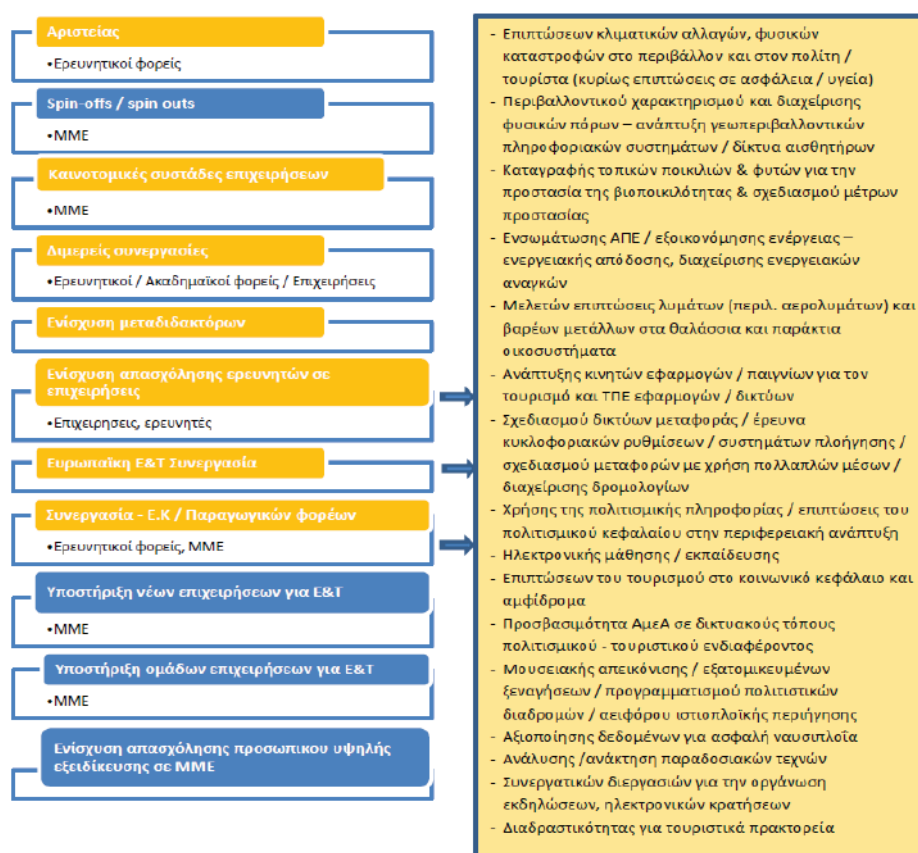 Αριστείας
•Ερευνητικοί φορείς
Spin-offs / spin outs
•ΜΜΕ
Καινοτομικές συστάδες επιχειρήσεων
•ΜΜΕ
Διμερείς συνεργασίες
•Ερευνητικοί / Ακαδημαϊκοί φορείς / Επιχειρήσεις
Ενίσχυση μεταδιδακτόρων
Ενίσχυση απασχόλησης ερευνητών σε
επιχειρήσεις
•Επιχειρησεις, ερευνητές
Ευρωπαϊκη Ε&Τ Συνεργασία
Συνεργασία - Ε.Κ / Παραγωγικών φορέων
•Ερευνητικοί φορείς, ΜΜΕ
Υποστήριξη νέων επιχειρήσεων για Ε&Τ
•ΜΜΕ
Υποστήριξη ομάδων επιχειρήσεων για Ε&Τ
•ΜΜΕ
Ενίσχυση απασχόλησης προσωπικου υψηλής
εξειδίκευσης σε ΜΜΕ
- Επιπτώσεων κλιματικών αλλαγών, φυσικών
καταστροφών στο περιβάλλον και στον πολίτη /
τουρίστα (κυρίως επιπτώσεις σε ασφάλεια / υγεία)
- Περιβαλλοντικού χαρακτηρισμού και διαχείρισης
φυσικών πόρων – ανάπτυξη γεωπεριβαλλοντικών
πληροφοριακών συστημάτων / δίκτυα αισθητήρων
- Καταγραφής τοπικών ποικιλιών & φυτών για την
προστασία της βιοποικιλότητας & σχεδιασμού μέτρων
προστασίας
- Ενσωμάτωσης ΑΠΕ / εξοικονόμησης ενέργειας –
ενεργειακής απόδοσης, διαχείρισης ενεργειακών
αναγκών
- Μελετών επιπτώσεις λυμάτων (περιλ. αερολυμάτων) και
βαρέων μετάλλων στα θαλάσσια και παράκτια
οικοσυστήματα
- Ανάπτυξης κινητών εφαρμογών / παιγνίων για τον
τουρισμό και ΤΠΕ εφαρμογών / δικτύων
- Σχεδιασμού δικτύων μεταφοράς / έρευνα
κυκλοφοριακών ρυθμίσεων / συστημάτων πλοήγησης /
σχεδιασμού μεταφορών με χρήση πολλαπλών μέσων /
διαχείρισης δρομολογίων
- Χρήσης της πολιτισμικής πληροφορίας / επιπτώσεις του
πολιτισμικού κεφαλαίου στην περιφερειακή ανάπτυξη
- Ηλεκτρονικής μάθησης / εκπαίδευσης
- Επιπτώσεων του τουρισμού στο κοινωνικό κεφάλαιο και
αμφίδρομα
- Προσβασιμότητα ΑμεΑ σε δικτυακούς τόπους
πολιτισμικού - τουριστικού ενδιαφέροντος
- Μουσειακής απεικόνισης / εξατομικευμένων
ξεναγήσεων / προγραμματισμού πολιτιστικών
διαδρομών / αειφόρου ιστιοπλοϊκής περιήγησης
- Αξιοποίησης δεδομένων για ασφαλή ναυσιπλοΐα
- Ανάλυσης /ανάκτηση παραδοσιακών τεχνών
- Συνεργατικών διεργασιών για την οργάνωση
εκδηλώσεων, ηλεκτρονικών κρατήσεων
- Διαδραστικότητας για τουριστικά πρακτορεία